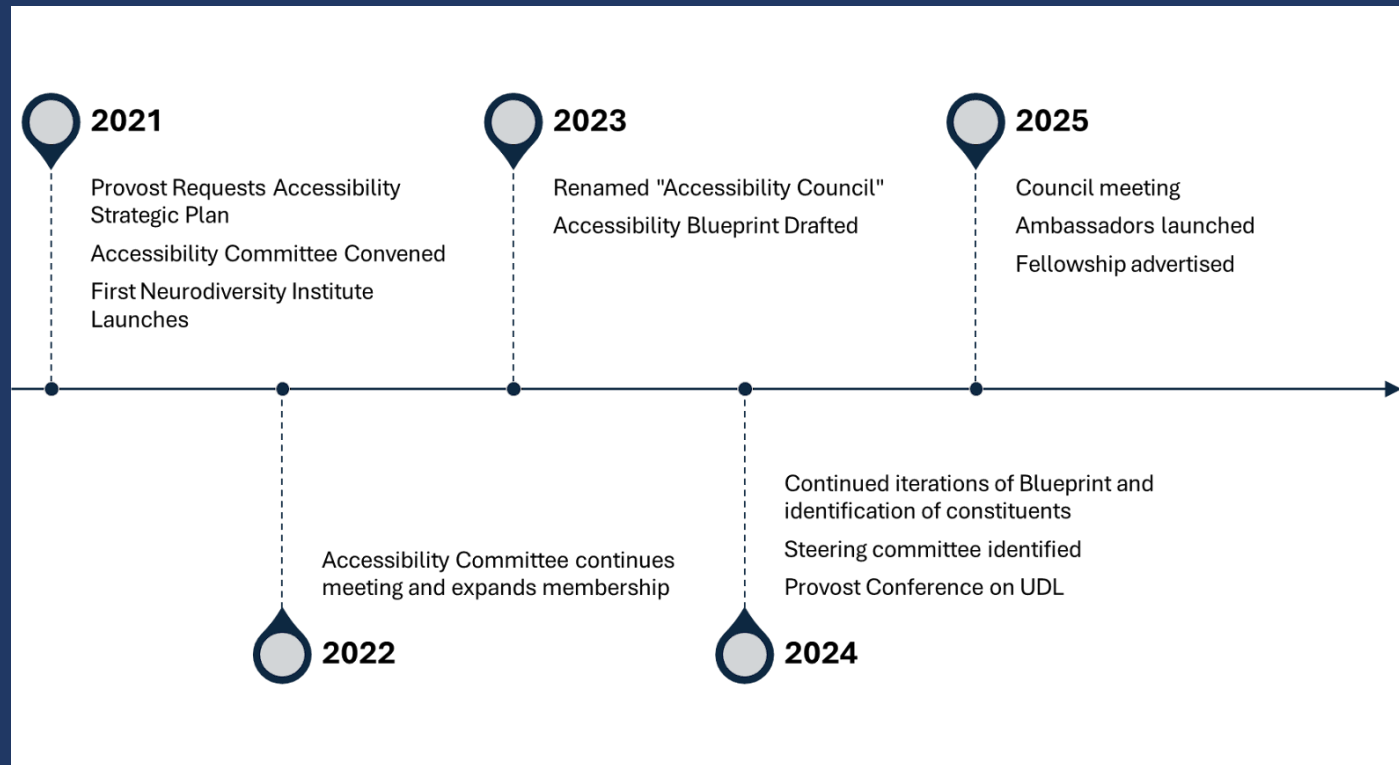 2021
Provost Requests Accessibility
Strategic Plan
Accessibility Committee Convened
First Neurodiversity Institute
Launches
Accessibility Committee continues
meeting and expands membership
2022
2023
Renamed "Accessibility Council"
Accessibility Blueprint Drafted
Continued iterations of Blueprint and
identification of constituents
Steering committee identified
Provost Conference on UDL
2024
2025
Council meeting
Ambassadors launched
Fellowship advertised